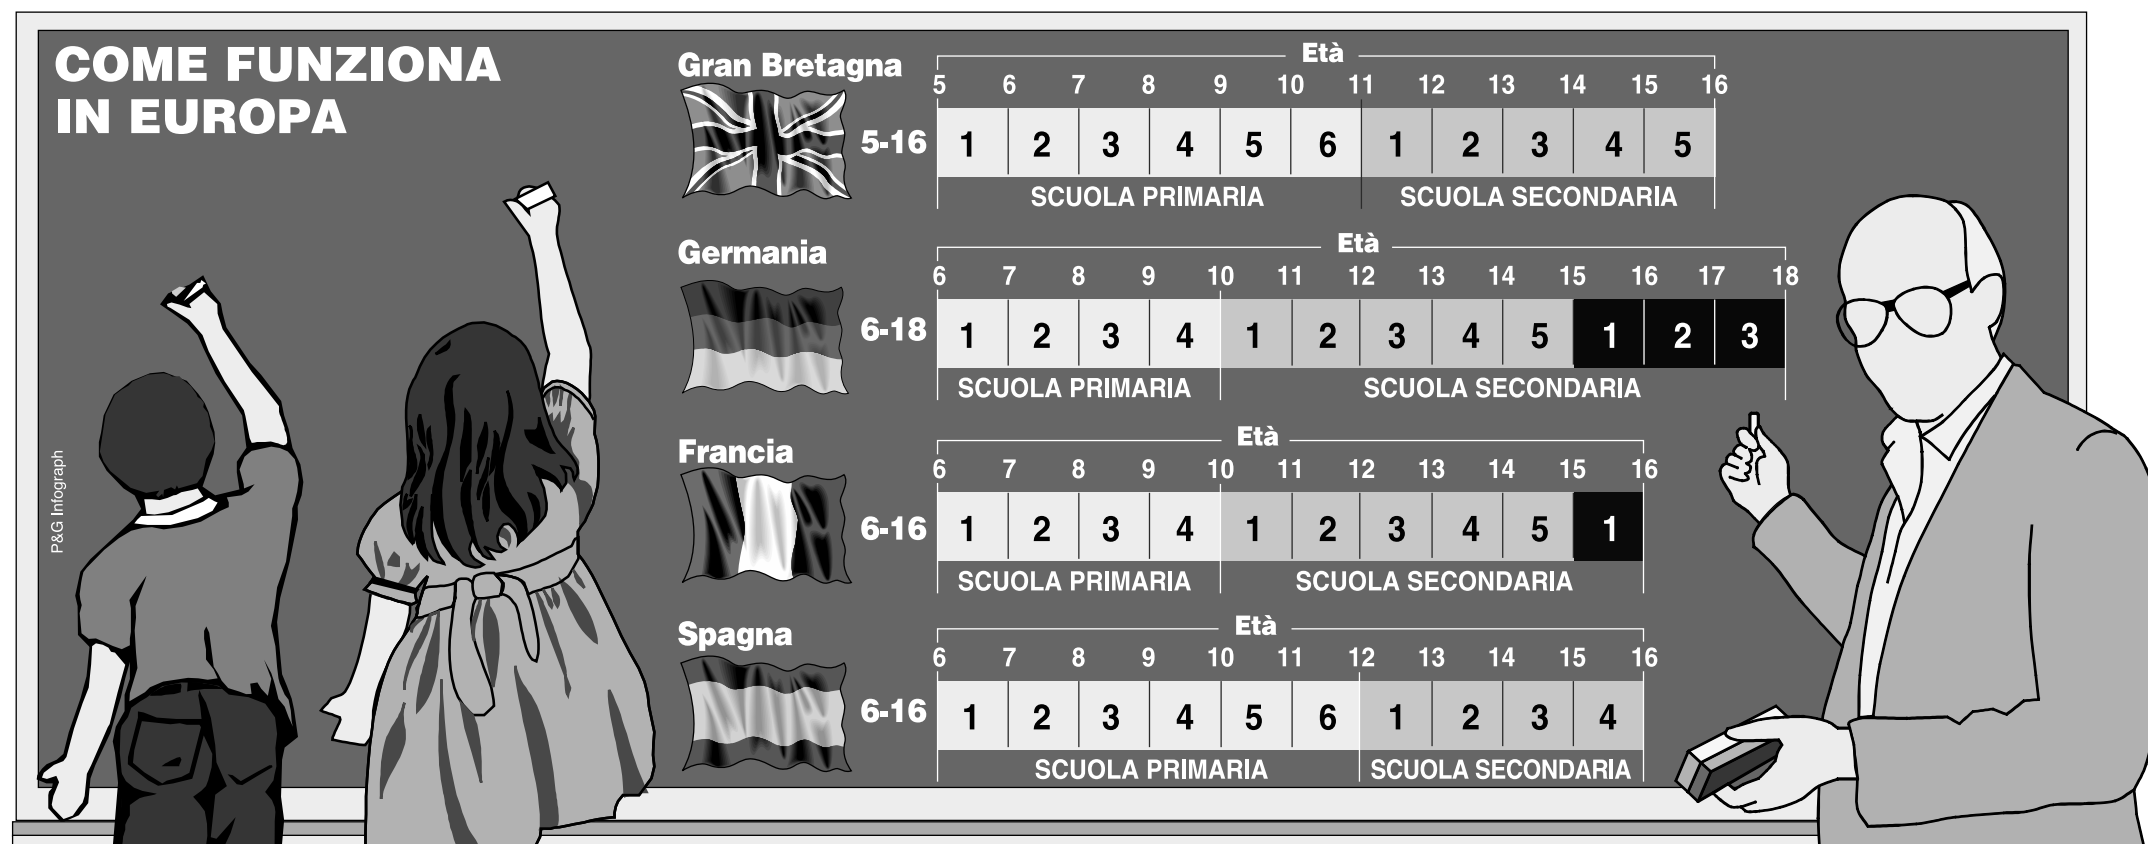 COME FUNZIONA
IN EUROPA
P&G Infograph
Gran Bretagna
Età
5 6 7 8 9 10 11 12 13 14 15 16
5-16
1 2 3 4 5 6 1 2 3 4 5
SCUOLA PRIMARIA SCUOLA SECONDARIA
Germania
Età
6 7 8 9 10 11 12 13 14 15 16 17 18
6-18
1 2 3 4 1 2 3 4 5 1 2 3
SCUOLA PRIMARIA SCUOLA SECONDARIA
Francia
Età
6 7 8 9 10 11 12 13 14 15 16
6-16
1 2 3 4 1 2 3 4 5 1
SCUOLA PRIMARIA SCUOLA SECONDARIA
Spagna
Età
6 7 8 9 10 11 12 13 14 15 16
6-16
1 2 3 4 5 6 1 2 3 4
SCUOLA PRIMARIA SCUOLA SECONDARIA